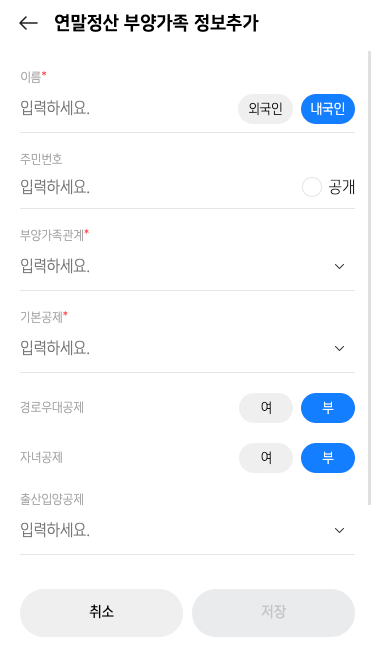 연말정산 부양가족 정보추가
이름*
입력하세요. 외국인 내국인
주민번호
입력하세요. 공개
부양가족관계*
입력하세요.
기본공제*
입력하세요.
경로우대공제 여 부
자녀공제 여 부
출산입양공제
입력하세요.
취소 저장